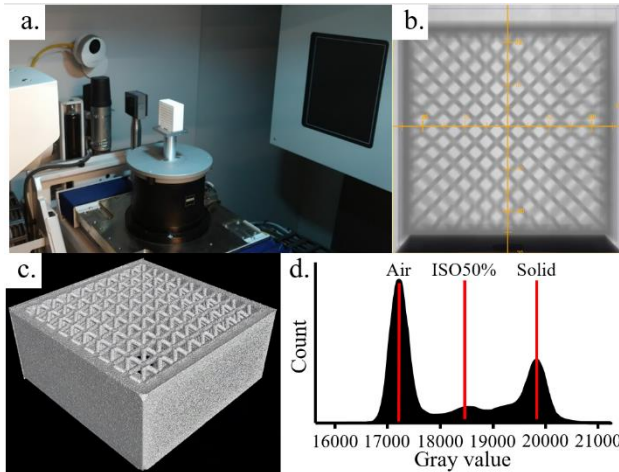 a.
b.
c.
d.
Air ISO50% Solid
Count
16000 17000 18000 19000 20000 21000
Gray value